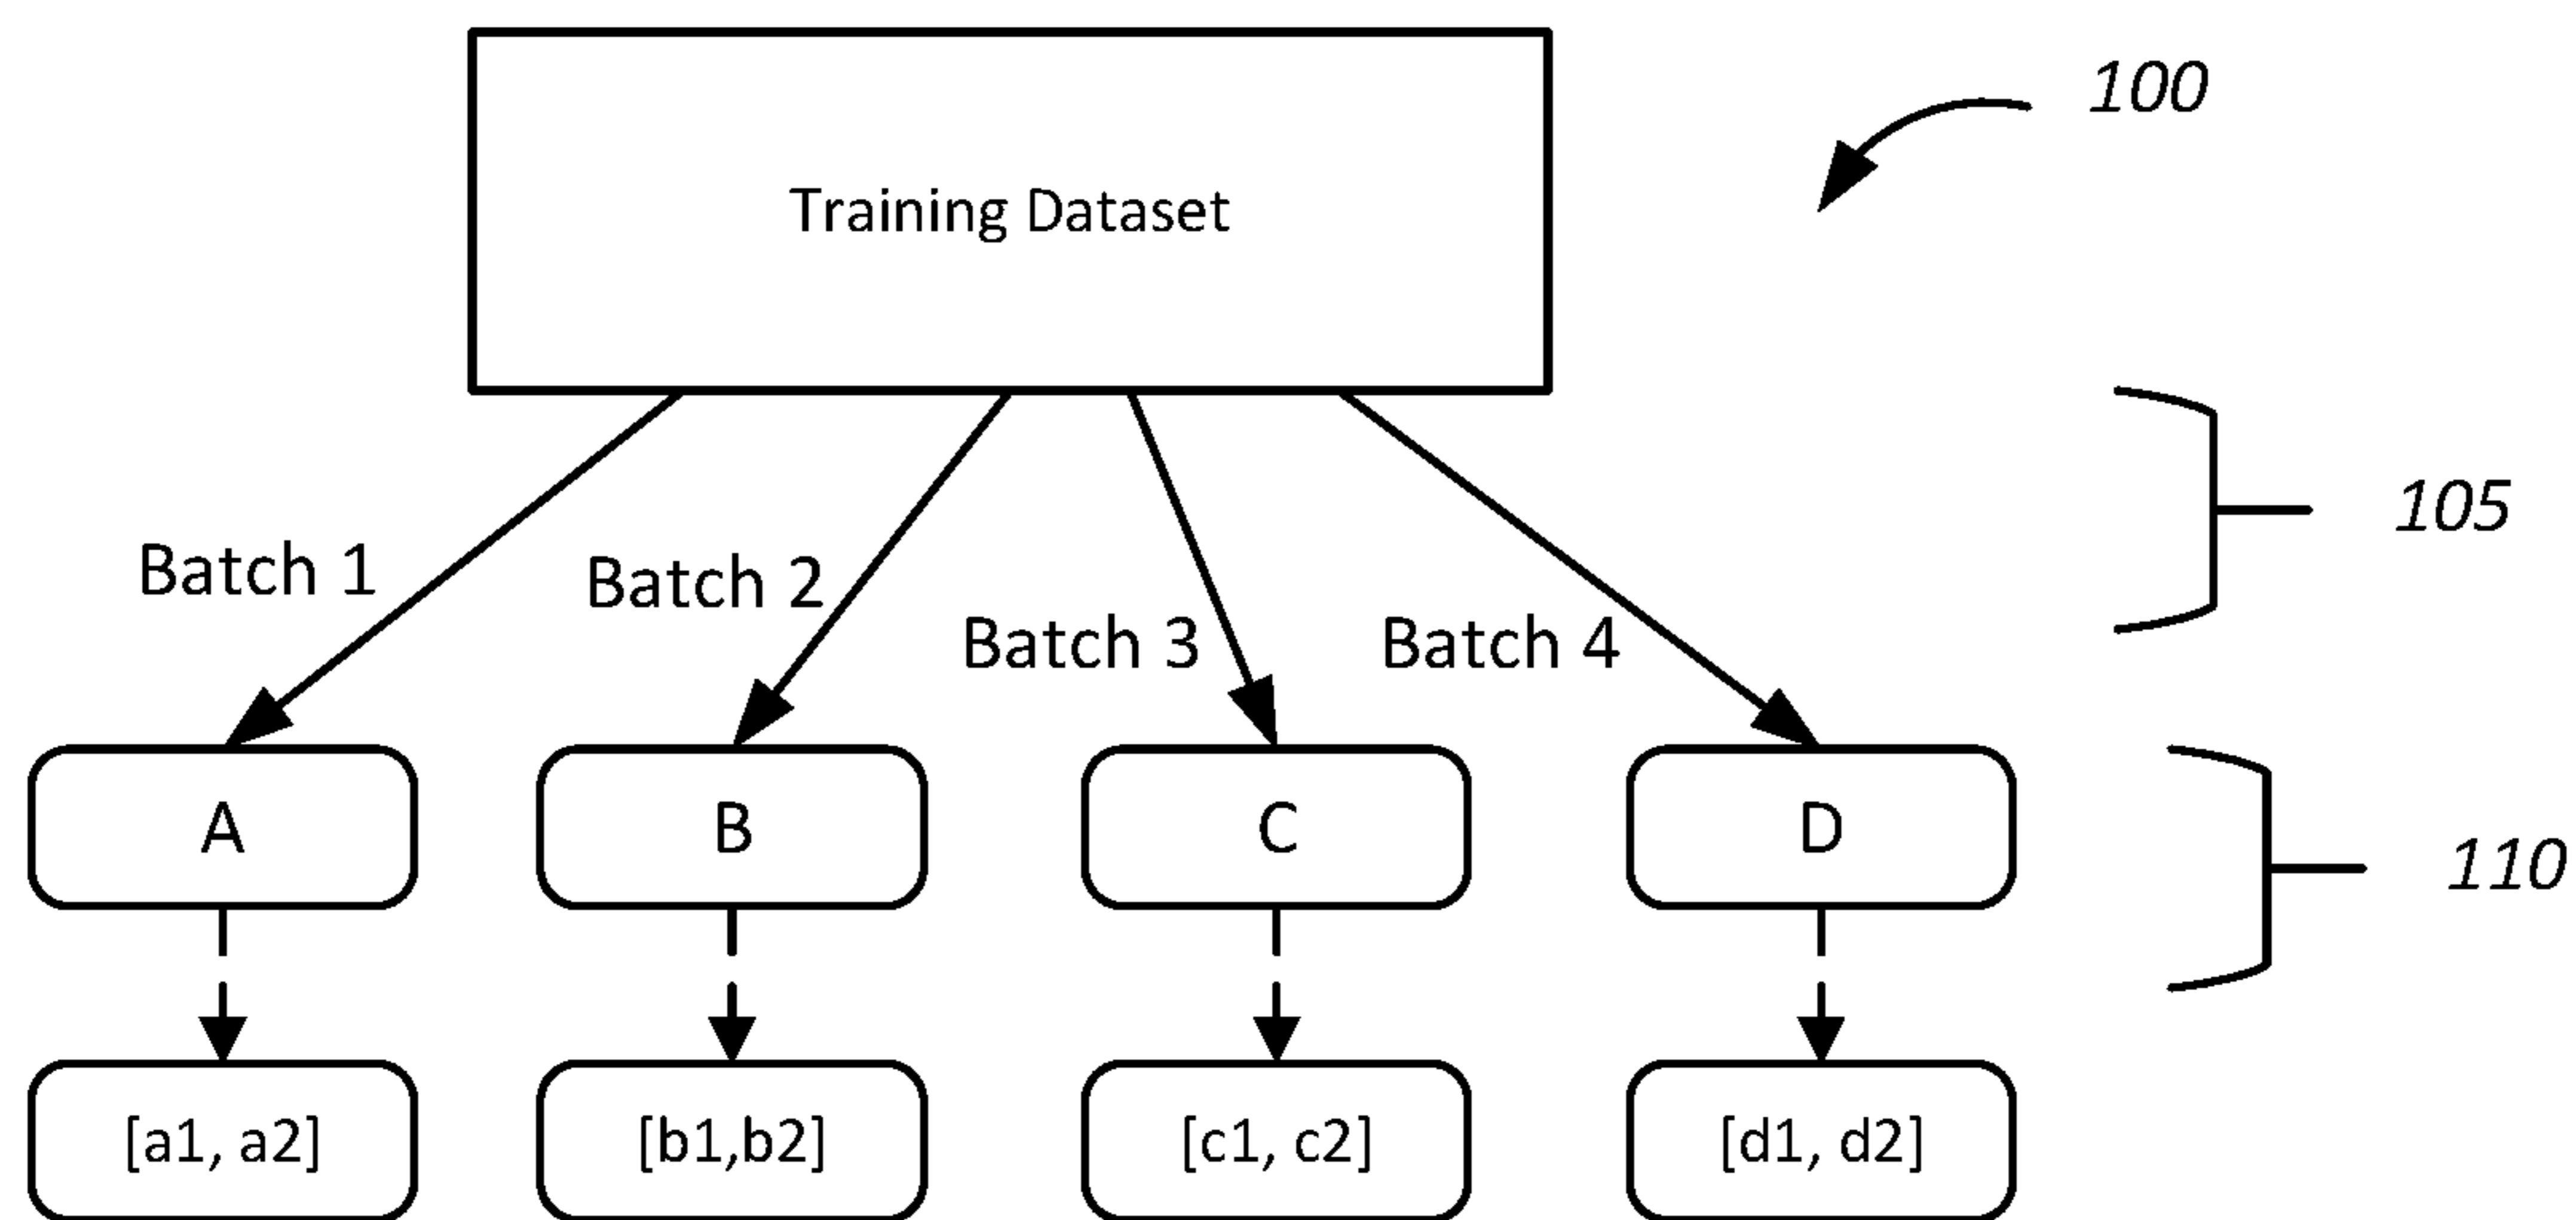 100
Training Dataset
105
Batch 1
Batch 2
Batch 3
Batch 4
A
B
C
D
110
[a1, a2]
[b1,b2]
[c1, c2]
[d1, d2]